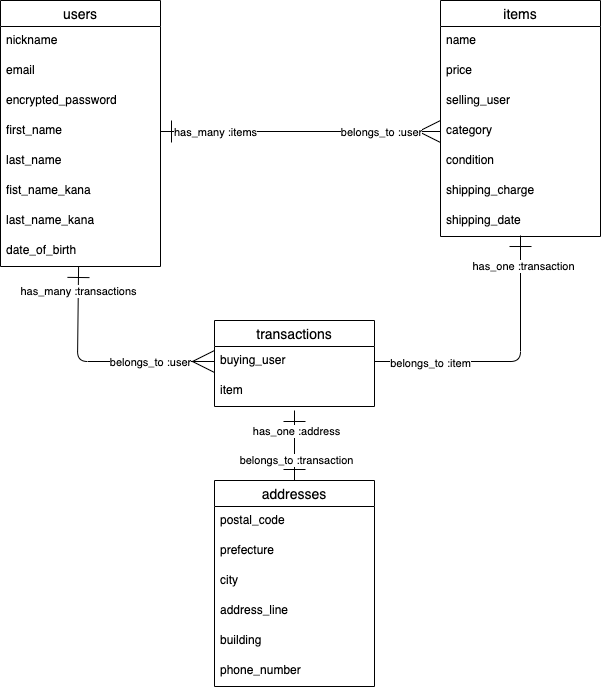 users
nickname
email
encrypted_password
first_name
last_name
fist_name_kana
last_name_kana
date_of_birth
items
name
price
selling_user
category
condition
shipping_charge
shipping_date
has_many :items
belongs_to :user
has_many :transactions
belongs_to :user
has_one :transaction
belongs_to :item
transactions
buying_user
item
has_one :address
belongs_to :transaction
addresses
postal_code
prefecture
city
address_line
building
phone_number